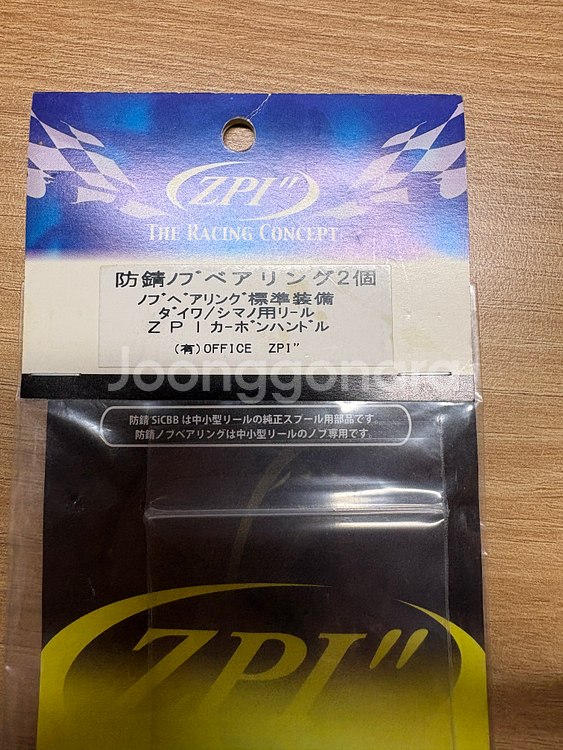 ZPI"
THE RACING CONCEPT
防錆ﾉﾌﾞベアリング2個
ﾉﾌﾞﾍﾞｱﾘﾝｸﾞ標準装備
ﾀﾞｲﾜ/シマノ用リール
ＺＰＩカｰﾎﾞﾝﾊﾝﾄﾞﾙ
(有)OFFICE ZPI"
Joonggonara
防錆 SiCBB は中小型リールの純正スプール用部品です。
防錆ノブベアリングは中小型リールのノブ専用です。
ZPI"